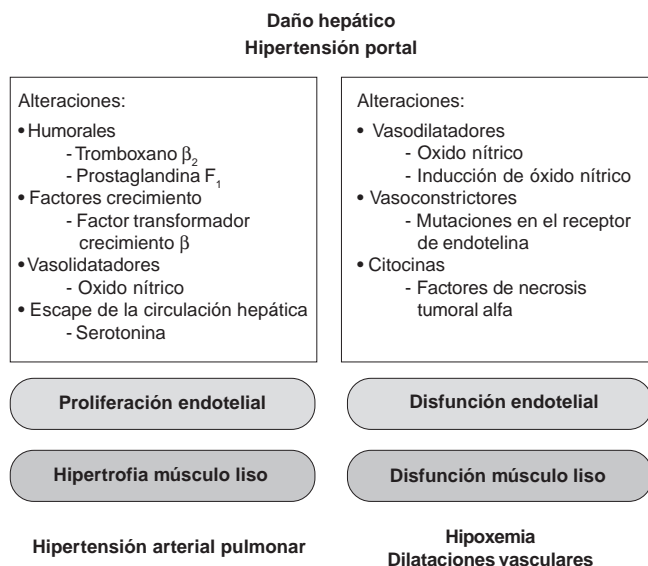 Daño hepático
Hipertensión portal
Alteraciones:
• Humorales
- Tromboxano β₂
- Prostaglandina F₁
• Factores crecimiento
- Factor transformador
crecimiento β
• Vasolidatadores
- Oxido nítrico
• Escape de la circulación hepática
- Serotonina
Alteraciones:
• Vasodilatadores
- Oxido nítrico
- Inducción de óxido nítrico
• Vasoconstrictores
- Mutaciones en el receptor
de endotelina
• Citocinas
- Factores de necrosis
tumoral alfa
Proliferación endotelial
Disfunción endotelial
Hipertrofia músculo liso
Disfunción músculo liso
Hipertensión arterial pulmonar
Hipoxemia
Dilataciones vasculares